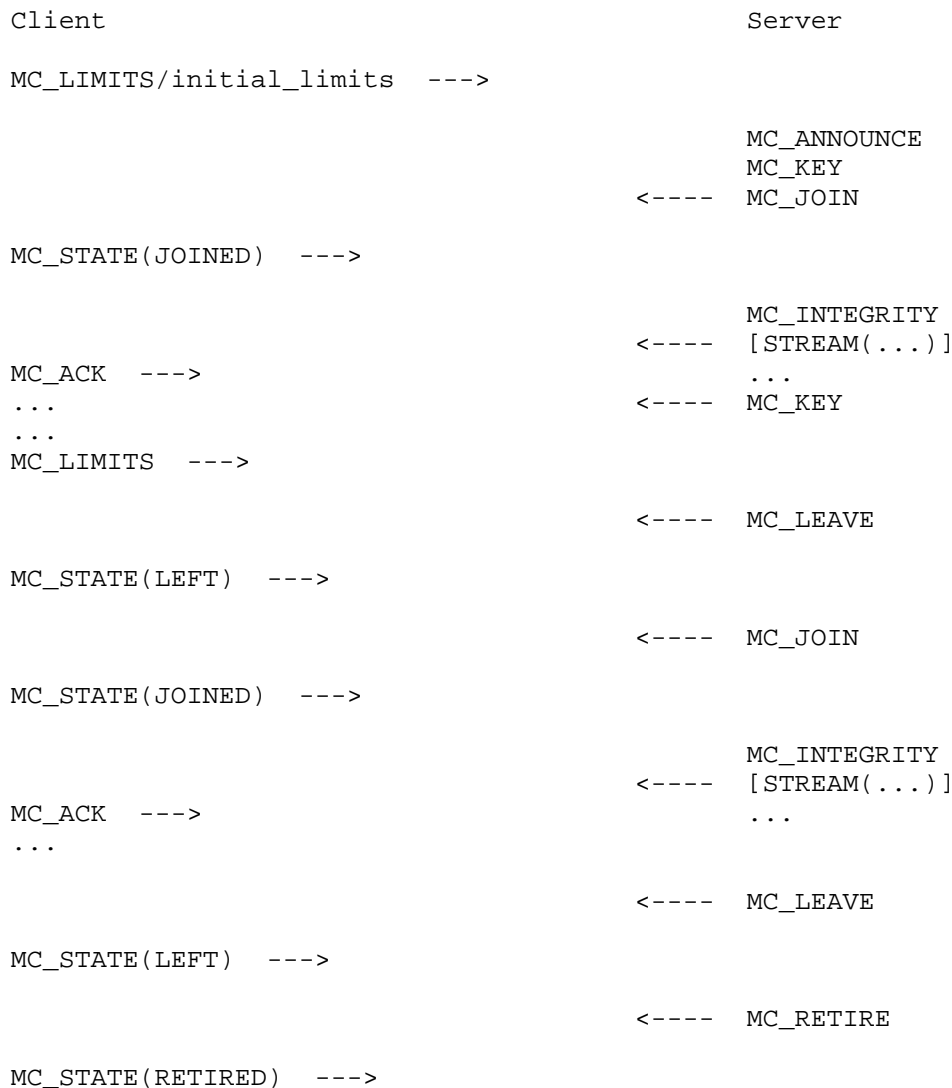 Client Server
MC_LIMITS/initial_limits --->
MC_ANNOUNCE
MC_KEY
<---- MC_JOIN
MC_STATE(JOINED) --->
MC_INTEGRITY
<---- [STREAM(...)]
MC_ACK ---> ...
... <---- MC_KEY
...
MC_LIMITS --->
<---- MC_LEAVE
MC_STATE(LEFT) --->
<---- MC_JOIN
MC_STATE(JOINED) --->
MC_INTEGRITY
<---- [STREAM(...)]
MC_ACK ---> ...
...
<---- MC_LEAVE
MC_STATE(LEFT) --->
<---- MC_RETIRE
MC_STATE(RETIRED) --->